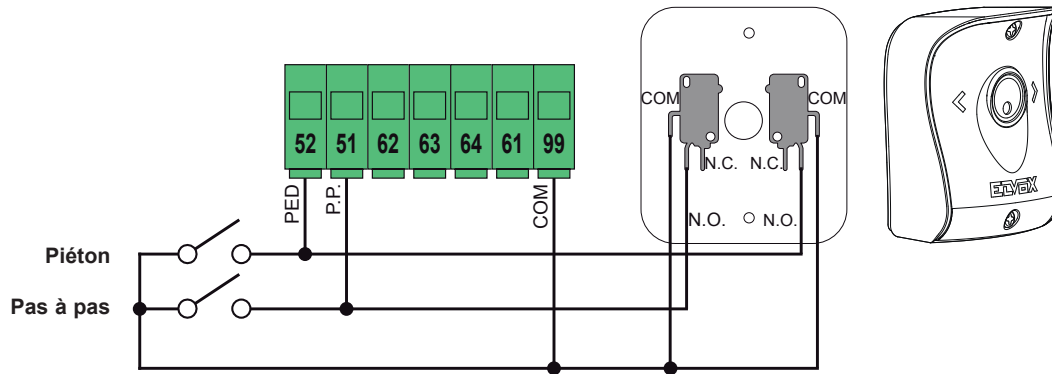 COM COM
52 51 62 63 64 61 99
N.C. N.C.
PED P.P. COM
N.O. N.O.
ELVOX
Piéton
Pas à pas